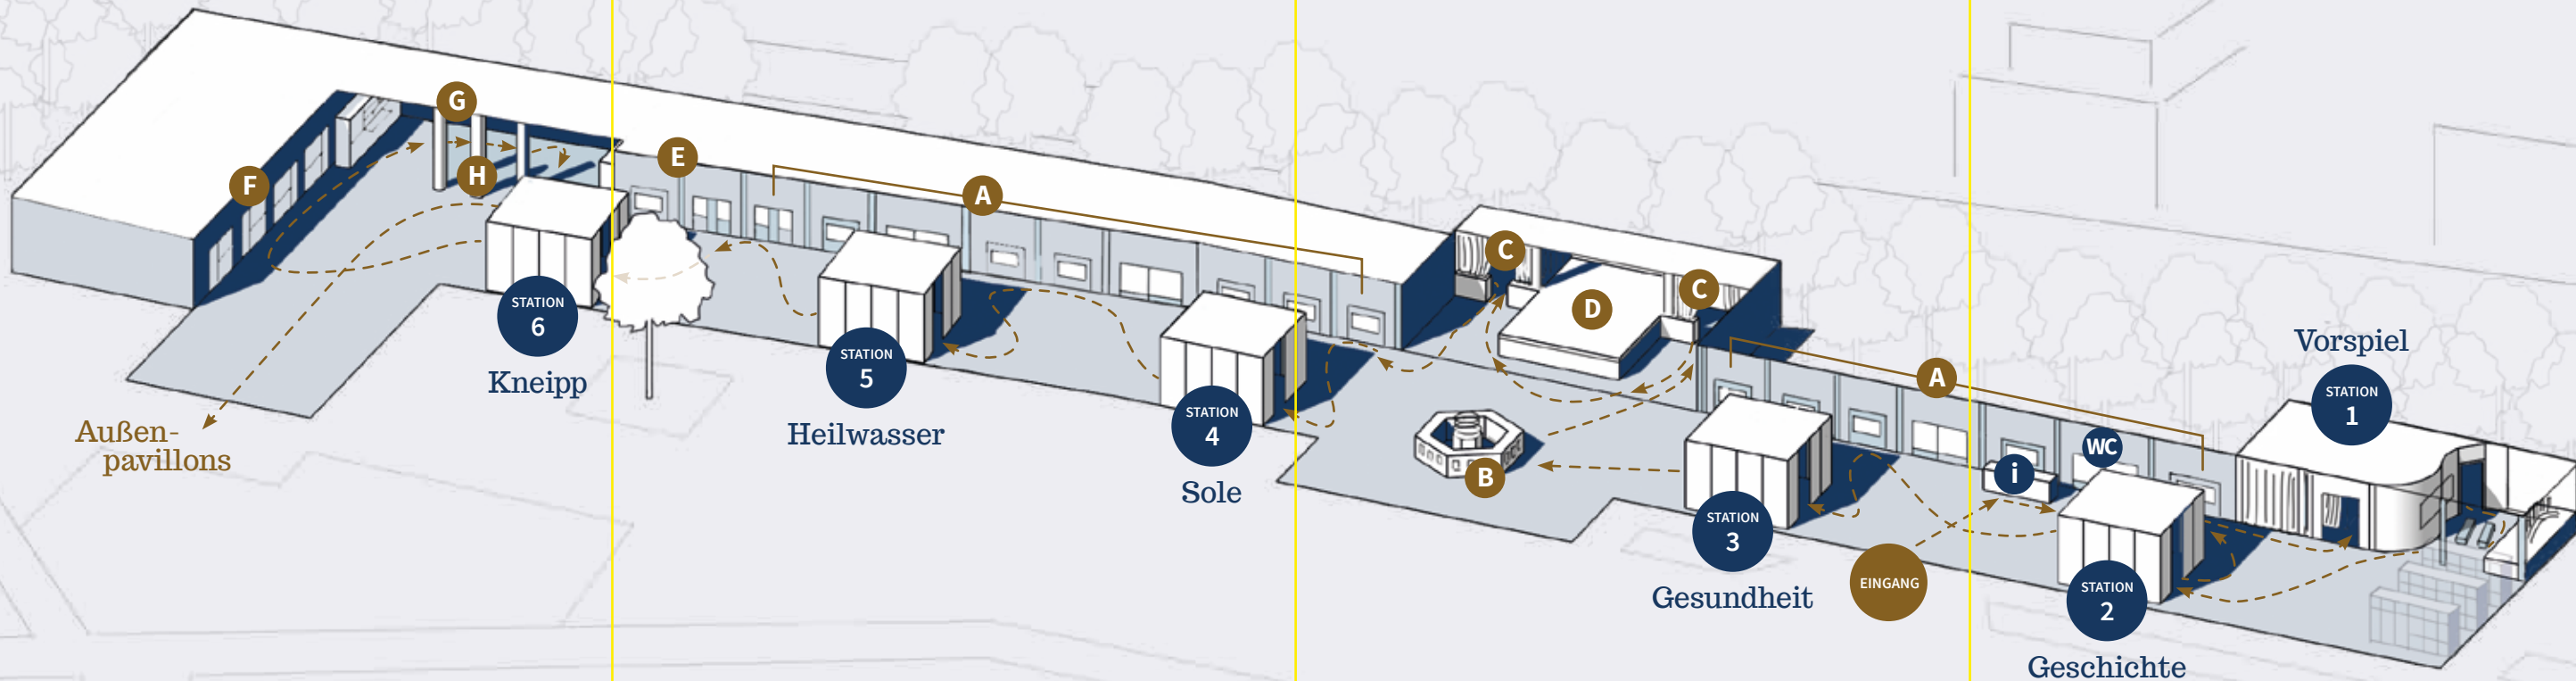 G
F
H
E
A
C
C
D
B
A
STATION
6
Kneipp
STATION
5
Heilwasser
STATION
4
Sole
Außen-
pavillons
STATION
3
Gesundheit
EINGANG
i
WC
STATION
2
Geschichte
Vorspiel
STATION
1